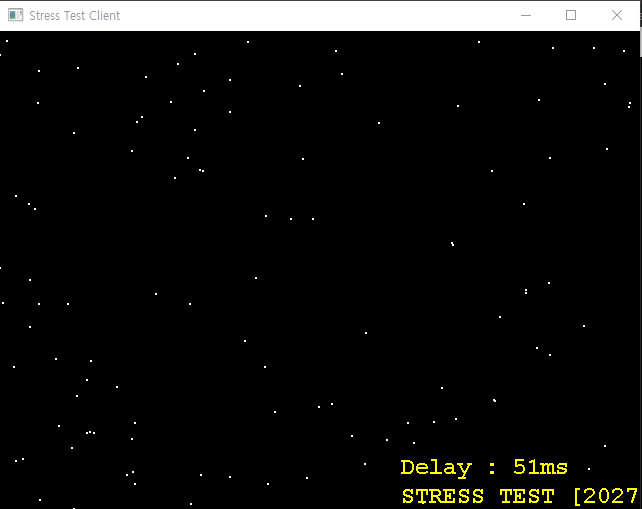 Stress Test Client
Delay : 51ms
STRESS TEST [2027